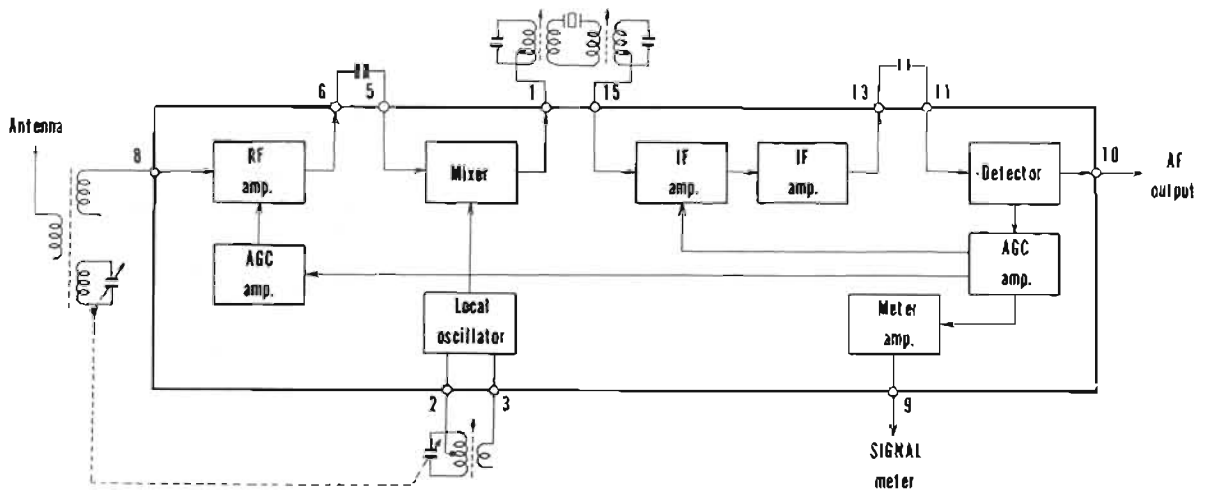 6
5
1
15
13
11
Antenna
8
RF
amp.
Mixer
IF
amp.
IF
amp.
Detector
10
AF
output
AGC
amp.
AGC
amp.
Local
oscillator
Meter
amp.
2
3
9
SIGNAL
meter